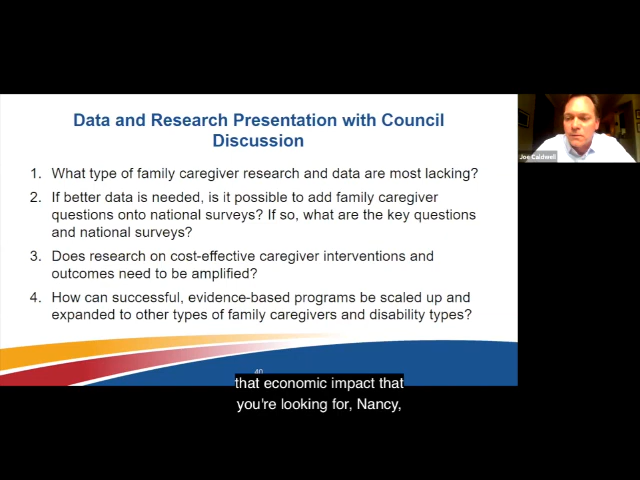 Data and Research Presentation with Council
Discussion
Joe Caldwell
1. What type of family caregiver research and data are most lacking?
2. If better data is needed, is it possible to add family caregiver
questions onto national surveys? If so, what are the key questions
and national surveys?
3. Does research on cost-effective caregiver interventions and
outcomes need to be amplified?
4. How can successful, evidence-based programs be scaled up and
expanded to other types of family caregivers and disability types?
40
that economic impact that
you're looking for, Nancy,